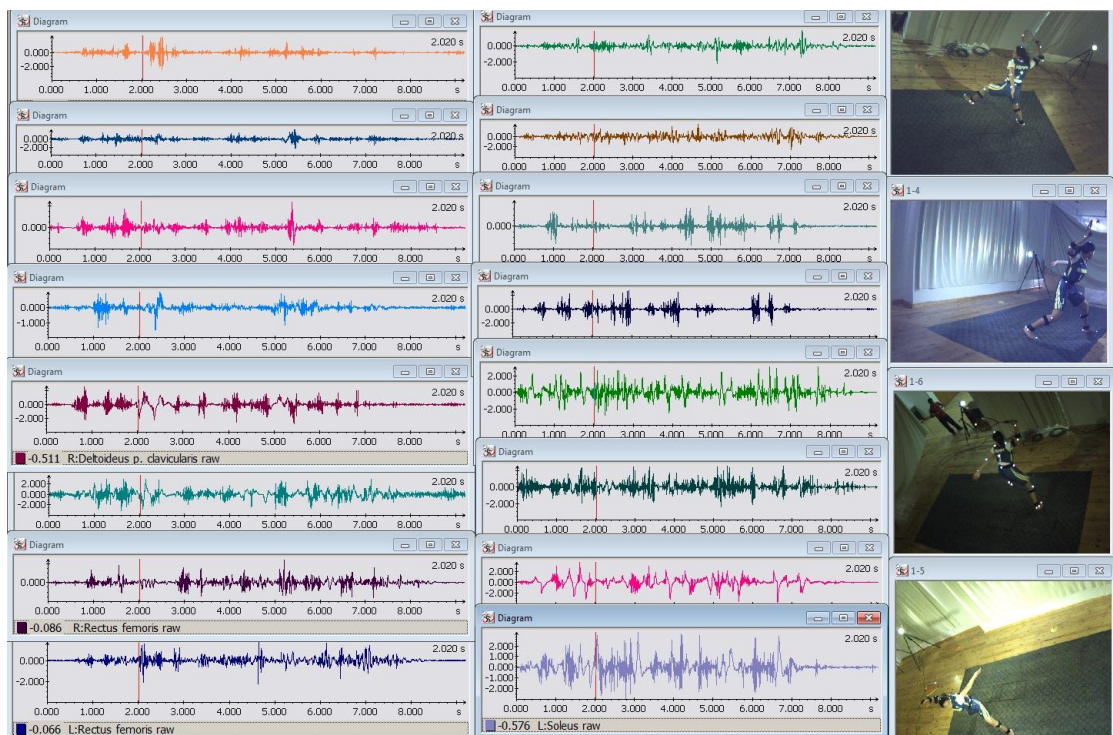 Diagram
2.020 s
0.000
-2.000
0.000 1.000 2.000 3.000 4.000 5.000 6.000 7.000 8.000 s
Diagram
2.020 s
0.000
-2.000
0.000 1.000 2.000 3.000 4.000 5.000 6.000 7.000 8.000 s
Diagram
2.020 s
0.000
0.000 1.000 2.000 3.000 4.000 5.000 6.000 7.000 8.000 s
Diagram
2.020 s
0.000
-1.000
0.000 1.000 2.000 3.000 4.000 5.000 6.000 7.000 8.000 s
Diagram
2.020 s
0.000
0.000 1.000 2.000 3.000 4.000 5.000 6.000 7.000 8.000 s
-0.511 R:Deltoideus p. clavicularis raw
2.020 s
2.000
0.000
-2.000
0.000 1.000 2.000 3.000 4.000 5.000 6.000 7.000 8.000 s
Diagram
2.020 s
0.000
0.000 1.000 2.000 3.000 4.000 5.000 6.000 7.000 8.000 s
-0.086 R:Rectus femoris raw
2.020 s
0.000
-2.000
0.000 1.000 2.000 3.000 4.000 5.000 6.000 7.000 8.000 s
-0.066 L:Rectus femoris raw
Diagram
2.020 s
0.000
-2.000
0.000 1.000 2.000 3.000 4.000 5.000 6.000 7.000 8.000 s
Diagram
2.020 s
0.000
-2.000
0.000 1.000 2.000 3.000 4.000 5.000 6.000 7.000 8.000 s
Diagram
2.020 s
0.000
0.000 1.000 2.000 3.000 4.000 5.000 6.000 7.000 8.000 s
Diagram
2.020 s
0.000
-2.000
0.000 1.000 2.000 3.000 4.000 5.000 6.000 7.000 8.000 s
Diagram
2.020 s
2.000
0.000
-2.000
0.000 1.000 2.000 3.000 4.000 5.000 6.000 7.000 8.000 s
Diagram
2.020 s
0.000
-2.000
0.000 1.000 2.000 3.000 4.000 5.000 6.000 7.000 8.000 s
Diagram
2.020 s
2.000
0.000
-2.000
Diagram
2.020 s
2.000
1.000
0.000
-1.000
-2.000
0.000 1.000 2.000 3.000 4.000 5.000 6.000 7.000 8.000 s
-0.576 L:Soleus raw
1-4
1-6
1-5